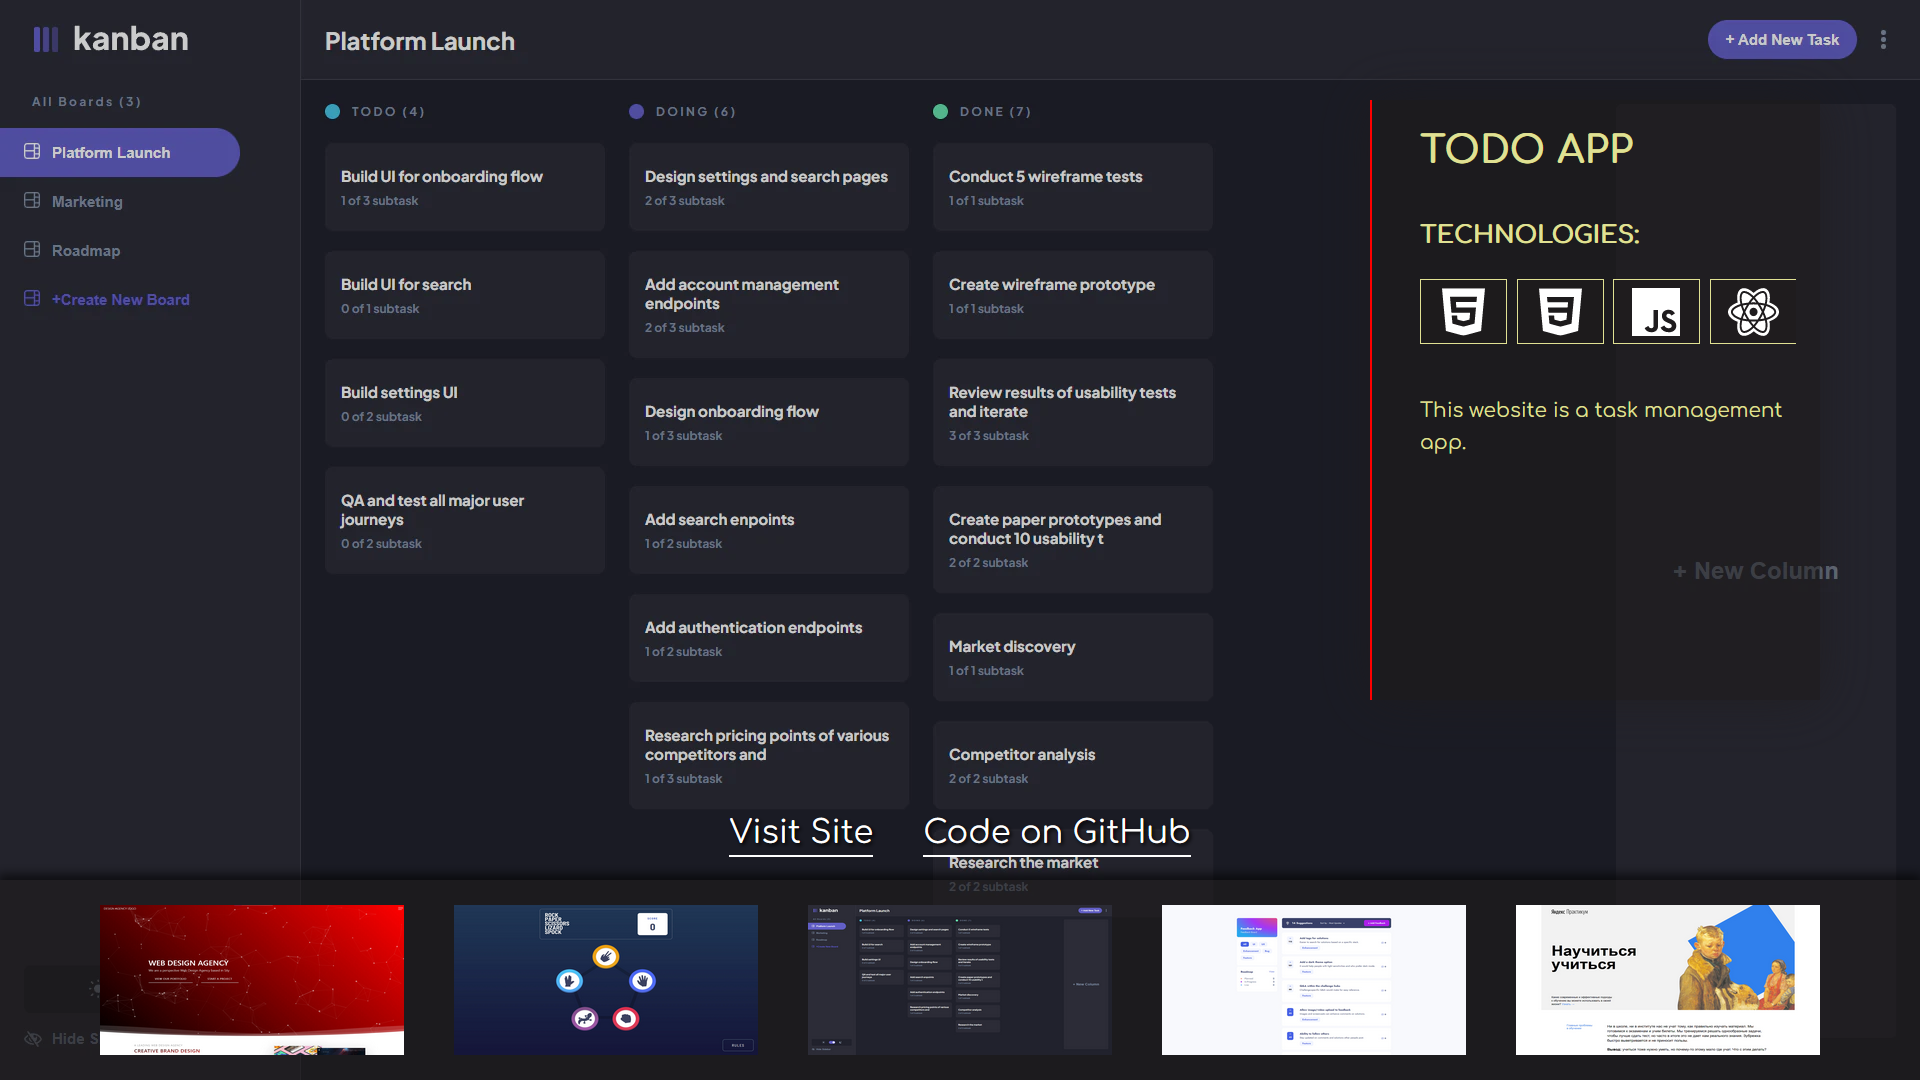 kanban
Platform Launch
+ Add New Task
All Boards (3)
Platform Launch
Marketing
Roadmap
+Create New Board
TODO (4)
Build UI for onboarding flow
1 of 3 subtask
Build UI for search
0 of 1 subtask
Build settings UI
0 of 2 subtask
QA and test all major user
journeys
0 of 2 subtask
DOING (6)
Design settings and search pages
2 of 3 subtask
Add account management
endpoints
2 of 3 subtask
Design onboarding flow
1 of 3 subtask
Add search enpoints
1 of 2 subtask
Add authentication endpoints
1 of 2 subtask
Research pricing points of various
competitors and
1 of 3 subtask
DONE (7)
Conduct 5 wireframe tests
1 of 1 subtask
Create wireframe prototype
1 of 1 subtask
Review results of usability tests
and iterate
3 of 3 subtask
Create paper prototypes and
conduct 10 usability t
2 of 2 subtask
Market discovery
1 of 1 subtask
Competitor analysis
2 of 2 subtask
Research the market
2 of 2 subtask
TODO APP
TECHNOLOGIES:
JS
This website is a task management
app.
+ New Column
Visit Site
Code on GitHub
Hide S
WEB DESIGN AGENCY
CREATIVE BRAND DESIGN
ROCK
PAPER
SCISSORS
LIZARD
SPOCK
0
RULES
kanban
Platform Launch
+ New Column
Яндекс Практикум
Научиться
учиться